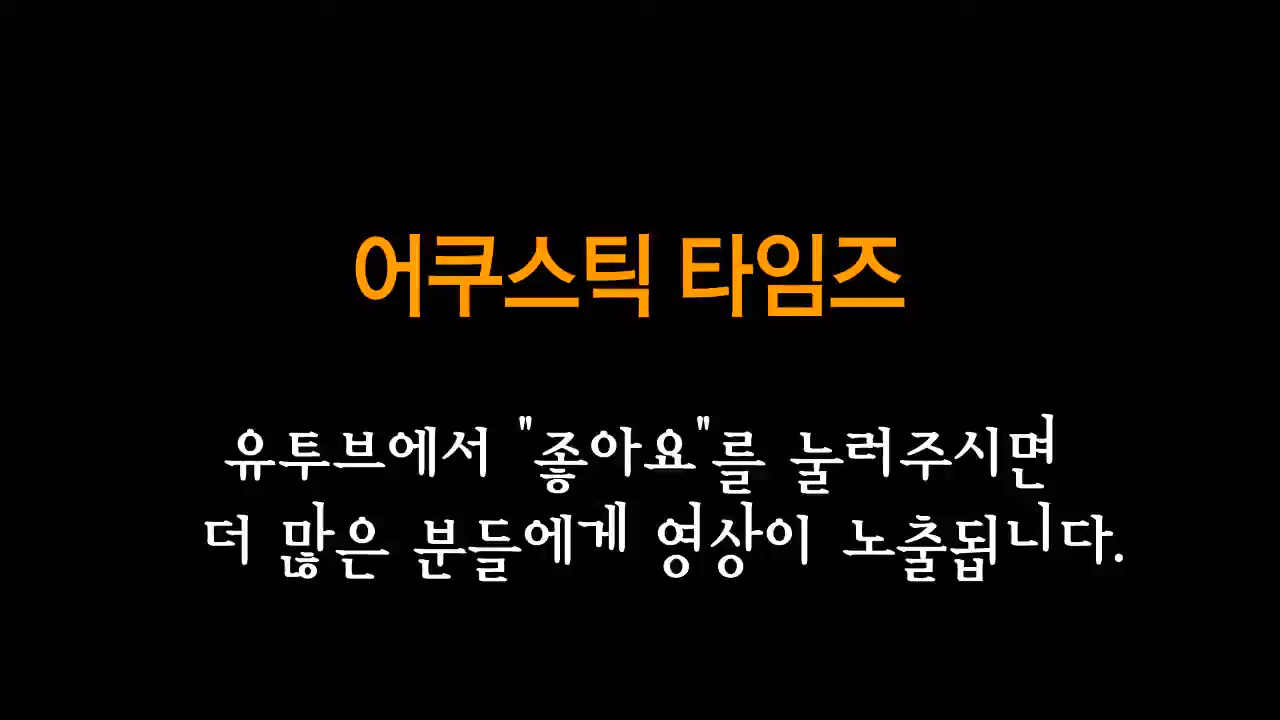 어쿠스틱 타임즈
유투브에서 "좋아요"를 눌러주시면
더 많은 분들에게 영상이 노출됩니다.